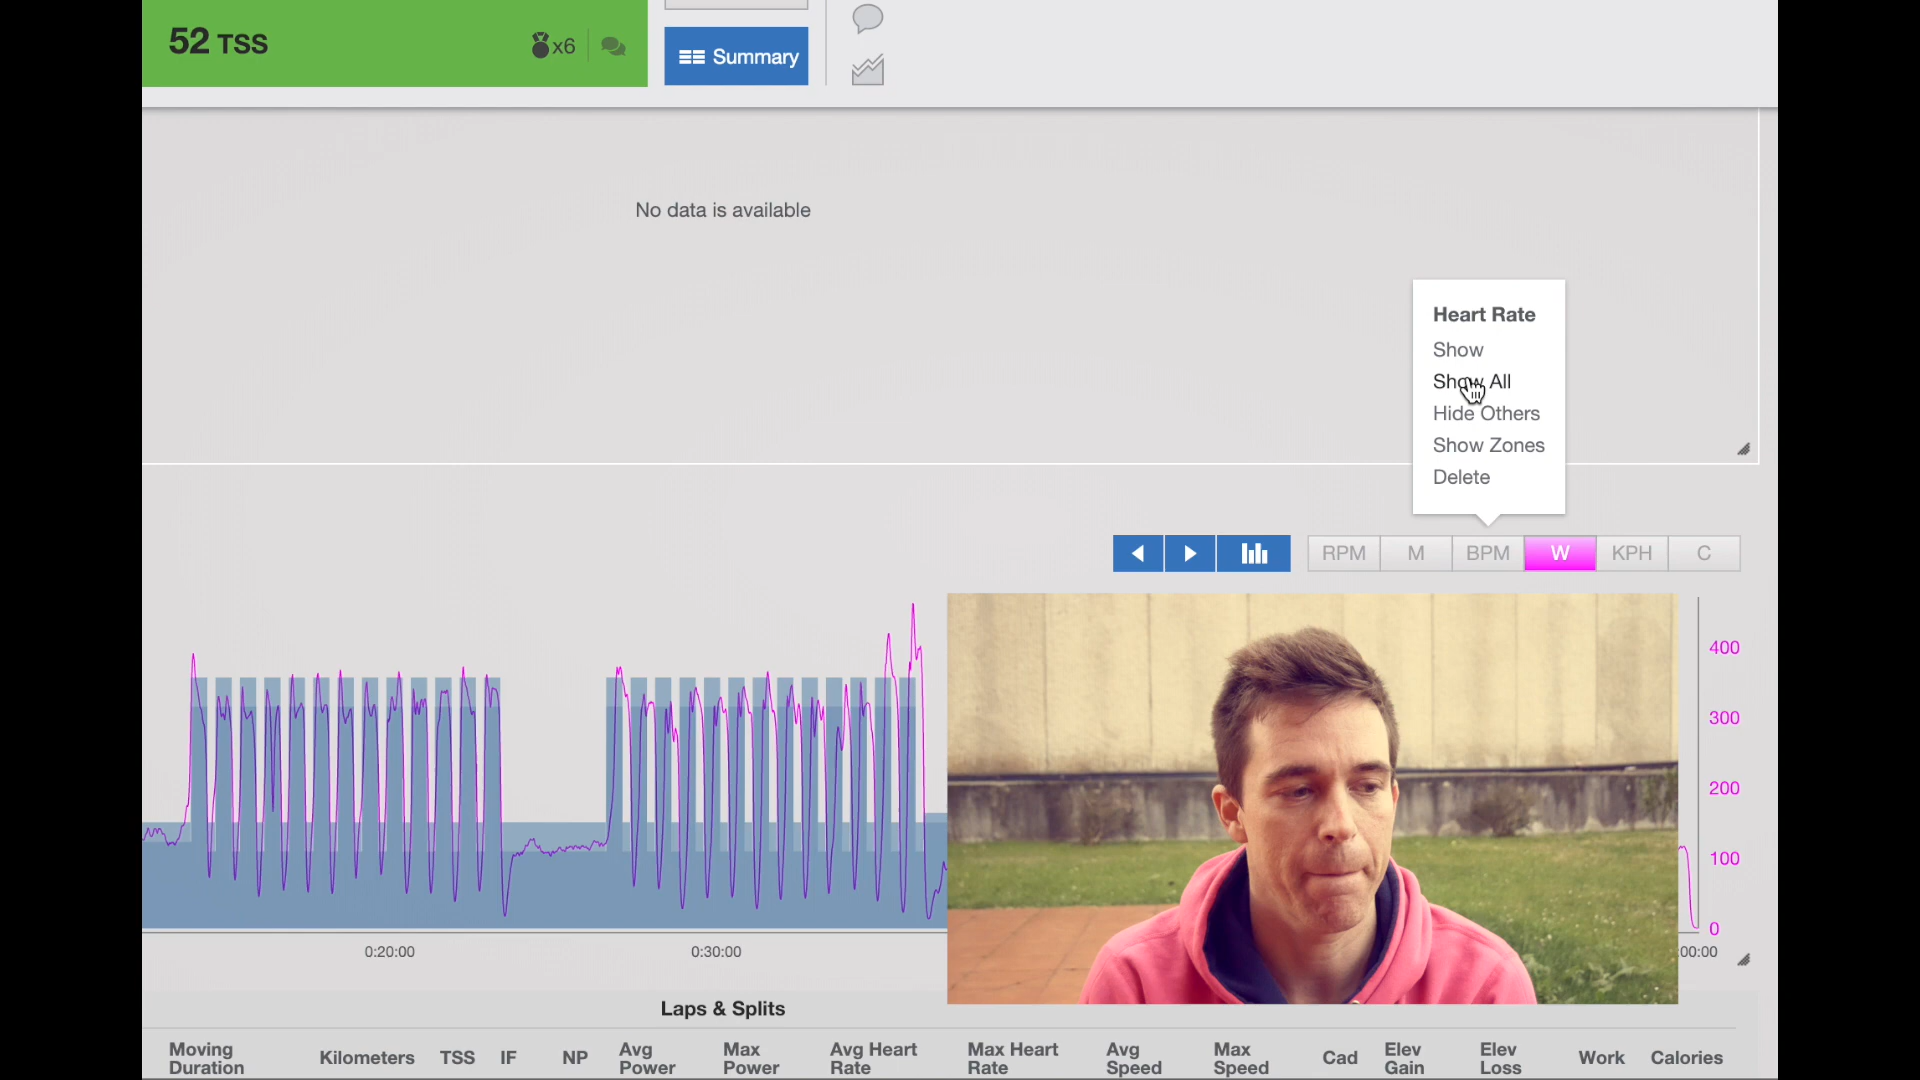 52 TSS
x6
Summary
No data is available
Heart Rate
Show
Show All
Hide Others
Show Zones
Delete
RPM M BPM W KPH C
400
300
200
100
0
0:20:00 0:30:00 :00:00
Laps & Splits
Moving Duration Kilometers TSS IF NP Avg Power Max Power Avg Heart Rate Max Heart Rate Avg Speed Max Speed Cad Elev Gain Elev Loss Work Calories